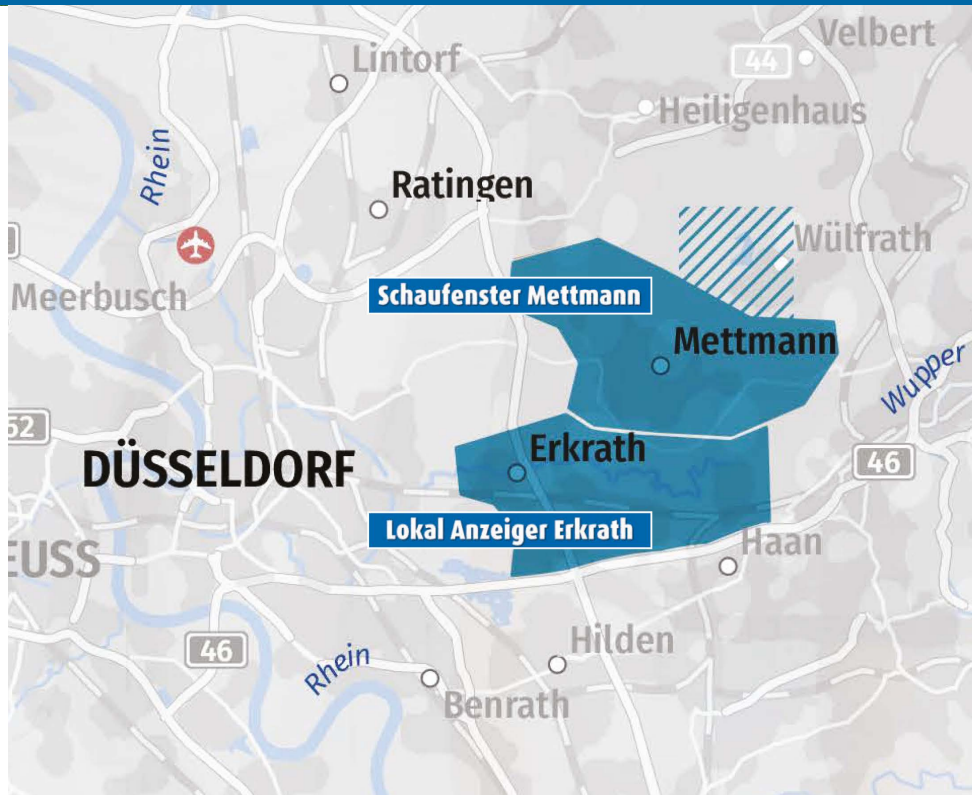 Velbert
Lintorf
44
Heiligenhaus
Rhein
Ratingen
Wülfrath
Meerbusch
Schaufenster Mettmann
Mettmann
Wupper
52
Erkrath
DÜSSELDORF
46
Lokal Anzeiger Erkrath
Haan
EUSS
46
Hilden
Rhein
Benrath